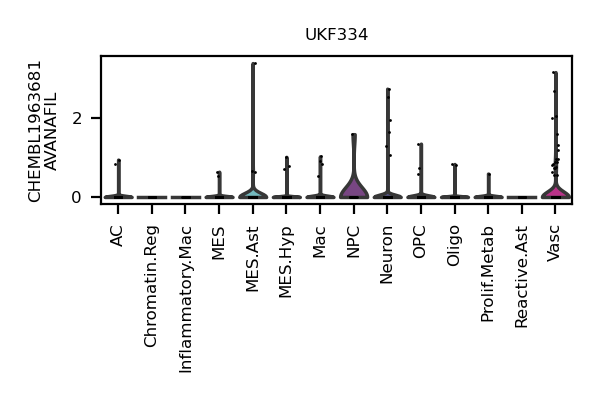 UKF334
CHEMBL1963681
AVANAFIL
2
0
AC
Chromatin.Reg
Inflammatory.Mac
MES
MES.Ast
MES.Hyp
Mac
NPC
Neuron
OPC
Oligo
Prolif.Metab
Reactive.Ast
Vasc